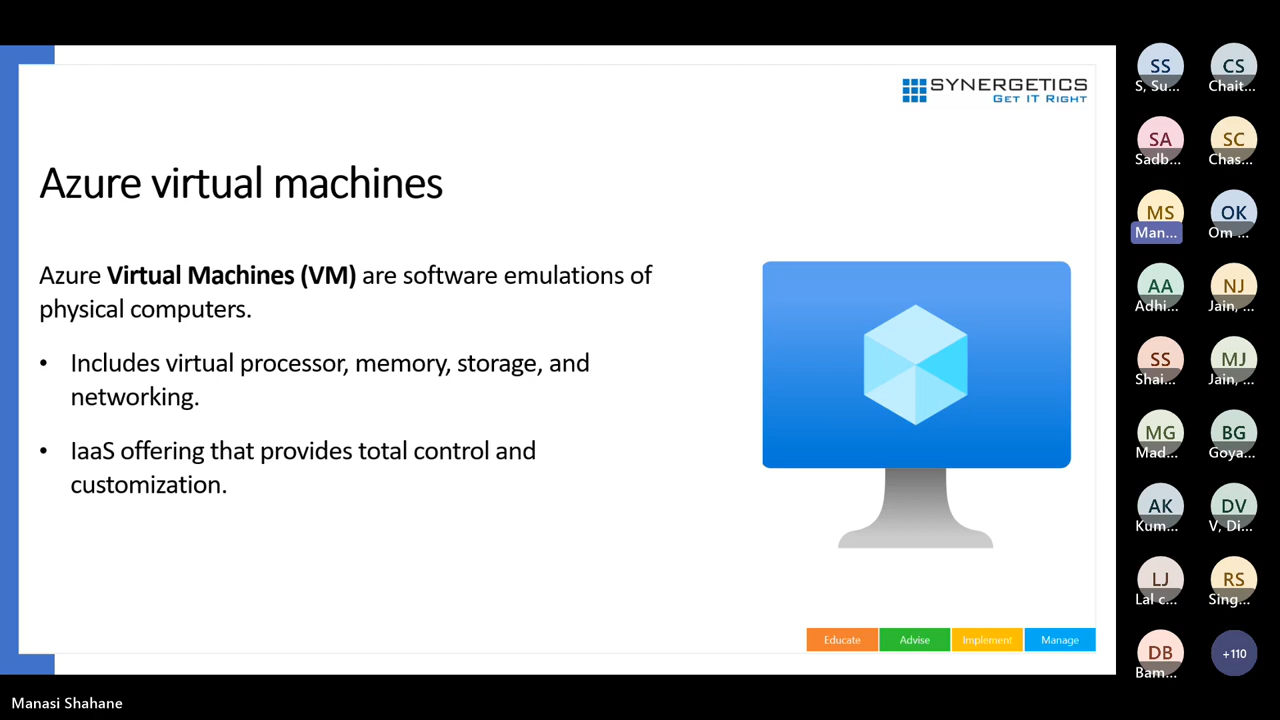 SYNERGETICS
GET IT RIGHT
Azure virtual machines
Azure Virtual Machines (VM) are software emulations of
physical computers.
• Includes virtual processor, memory, storage, and
networking.
• IaaS offering that provides total control and
customization.
Educate Advise Implement Manage
SS CS
S, Su... Chait...
SA SC
Sadb... Chas...
MS OK
Man... Om ...
AA NJ
Adhi... Jain, ...
SS MJ
Shai... Jain, ...
MG BG
Mad... Goya...
AK DV
Kum... V, Di...
LJ RS
Lal c... Sing...
DB +110
Bam...
Manasi Shahane